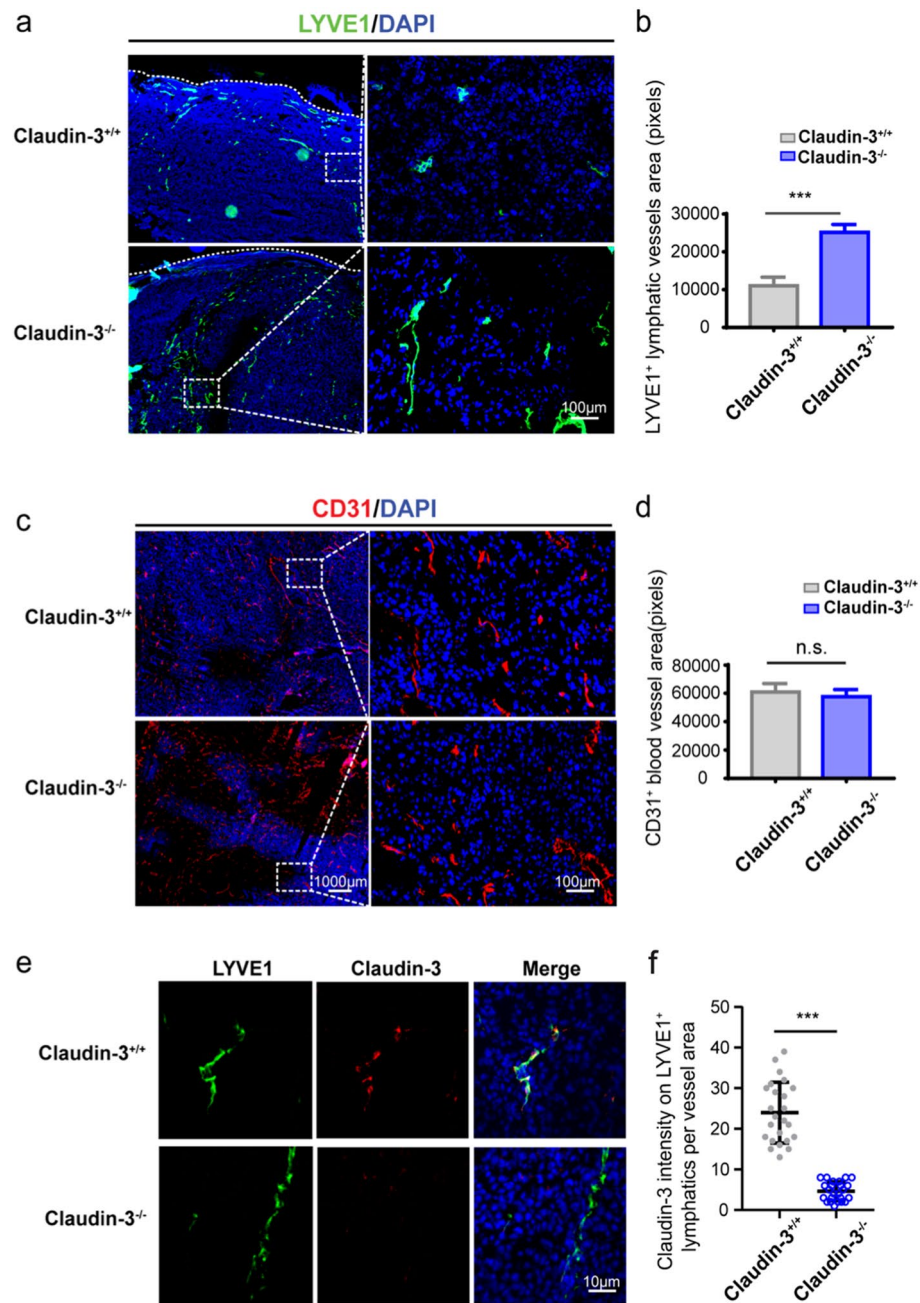 a
LYVE1/DAPI
Claudin-3+/+
Claudin-3-/-
100μm
b
LYVE1+ lymphatic vessels area (pixels)
Claudin-3+/+
Claudin-3-/-
***
30000
20000
10000
0
Claudin-3+/+
Claudin-3-/-
c
CD31/DAPI
Claudin-3+/+
Claudin-3-/-
1000μm
100μm
d
CD31+ blood vessel area(pixels)
Claudin-3+/+
Claudin-3-/-
n.s.
80000
60000
40000
20000
0
Claudin-3+/+
Claudin-3-/-
e
LYVE1 Claudin-3 Merge
Claudin-3+/+
Claudin-3-/-
10μm
f
Claudin-3 intensity on LYVE1+
lymphatics per vessel area
***
50
40
30
20
10
0
Claudin-3+/+
Claudin-3-/-